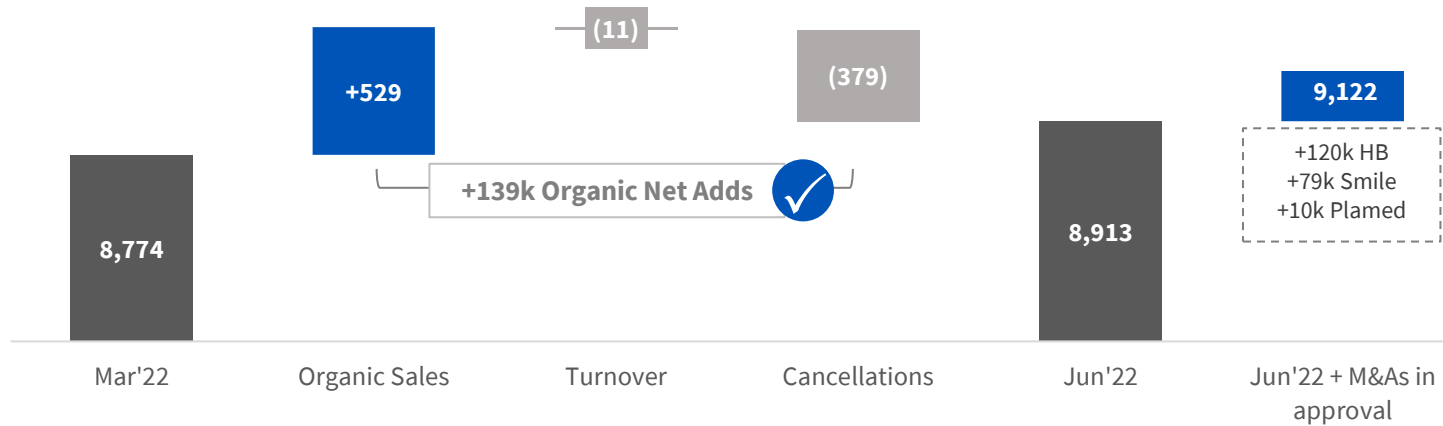 (11)
+529
(379)
9,122
+120k HB
+79k Smile
+10k Plamed
+139k Organic Net Adds
8,774
8,913
Mar'22
Organic Sales
Turnover
Cancellations
Jun'22
Jun'22 + M&As in
approval